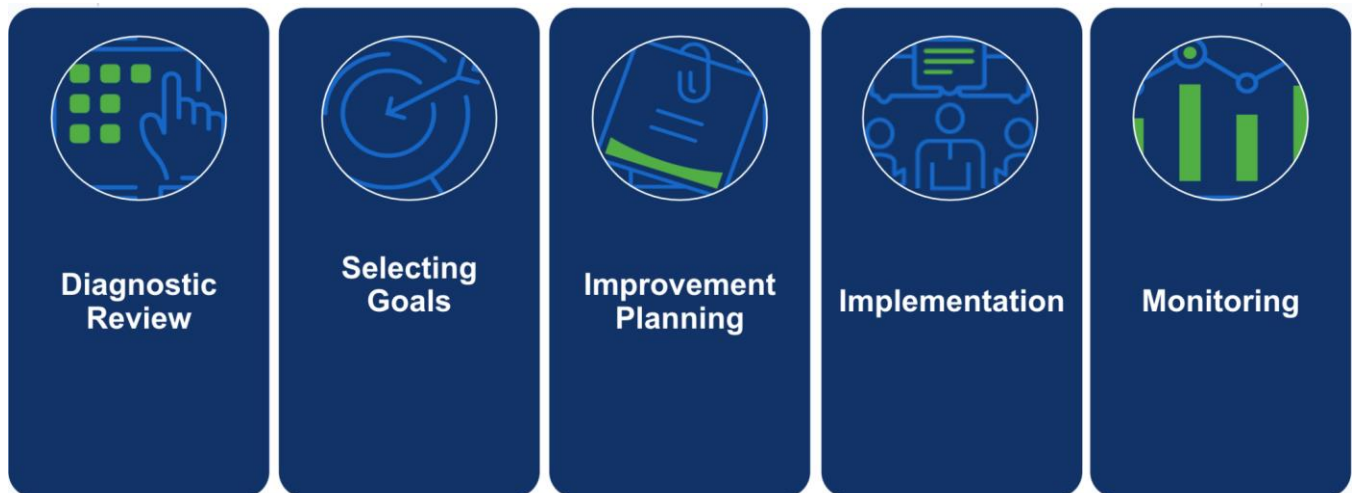 Diagnostic
Review
Selecting
Goals
Improvement
Planning
Implementation
Monitoring